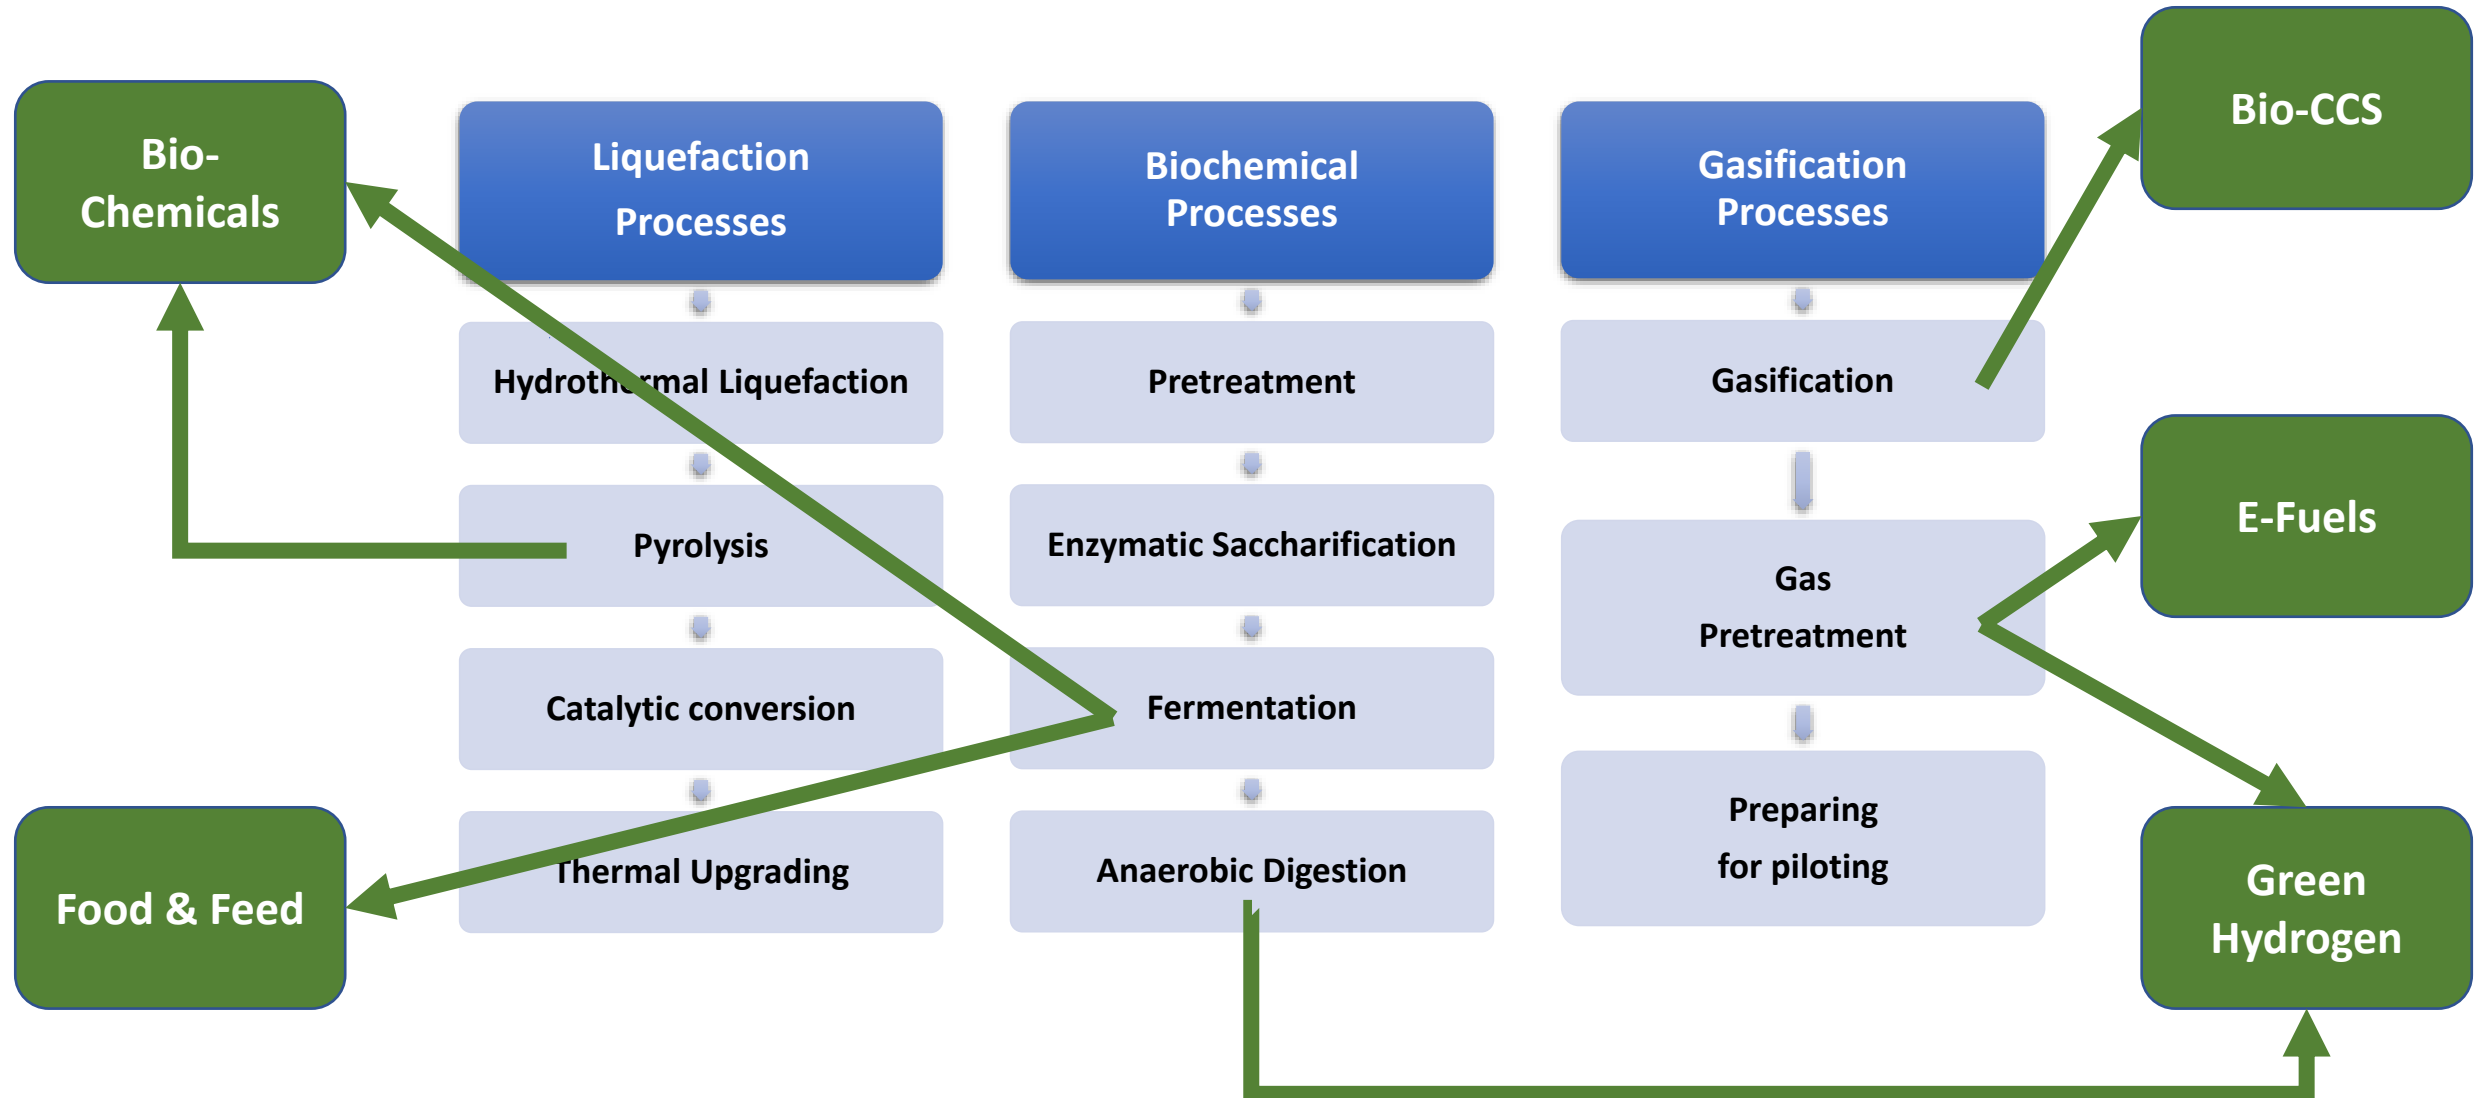 Bio-
Chemicals
Food & Feed
Liquefaction
Processes
Hydrothermal Liquefaction
Pyrolysis
Catalytic conversion
Thermal Upgrading
Biochemical
Processes
Pretreatment
Enzymatic Saccharification
Fermentation
Anaerobic Digestion
Gasification
Processes
Gasification
Gas
Pretreatment
Preparing
for piloting
Bio-CCS
E-Fuels
Green
Hydrogen